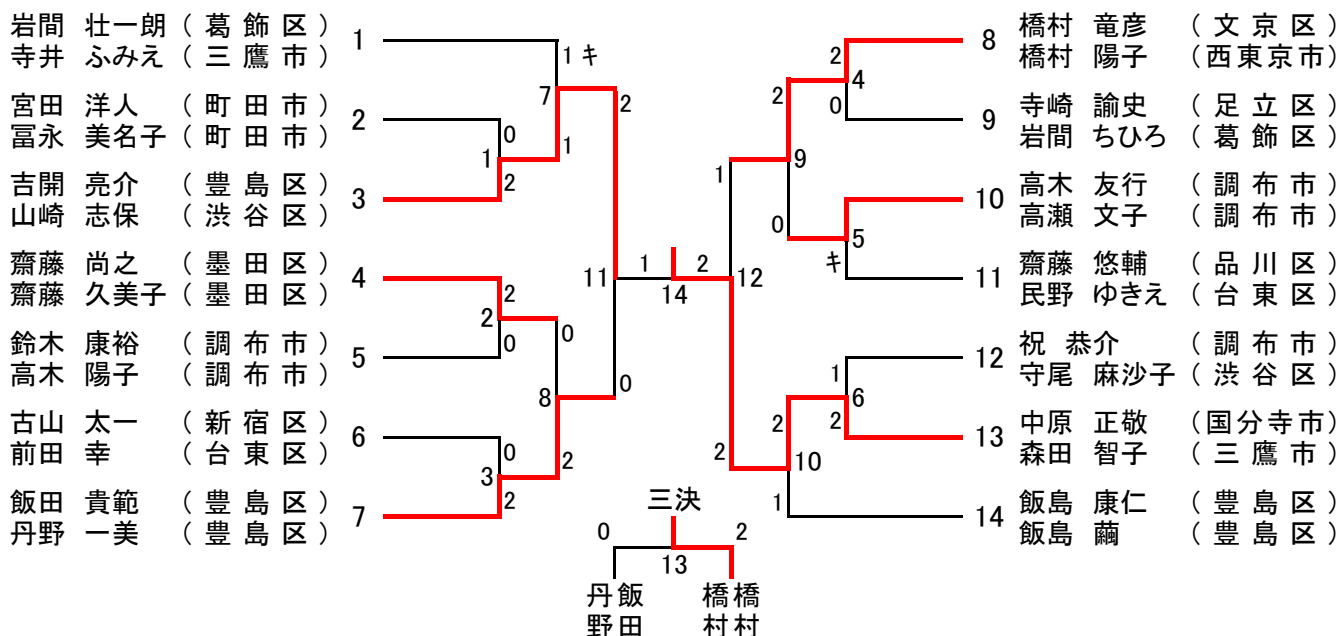 岩間 壮一朗 ( 葛 飾 区 )
寺井 ふみえ ( 三 鷹 市 )
1
宮田 洋人 ( 町 田 市 )
冨永 美名子 ( 町 田 市 )
2
吉開 亮介 ( 豊 島 区 )
山崎 志保 ( 渋 谷 区 )
3
齋藤 尚之 ( 墨 田 区 )
齋藤 久美子 ( 墨 田 区 )
4
鈴木 康裕 ( 調 布 市 )
高木 陽子 ( 調 布 市 )
5
古山 太一 ( 新 宿 区 )
前田 幸 ( 台 東 区 )
6
飯田 貴範 ( 豊 島 区 )
丹野 一美 ( 豊 島 区 )
7
1 キ
7
2
0
1
1
2
2
2
0
0
8
0
3
2
2
11
0
1
2
14
12
1
2
2
4
0
2
9
0
5
キ
1
6
2
2
10
1
8
橋村 竜彦 ( 文 京 区 )
橋村 陽子 (西東京市)
9
寺崎 諭史 ( 足 立 区 )
岩間 ちひろ ( 葛 飾 区 )
10
高木 友行 ( 調 布 市 )
高瀬 文子 ( 調 布 市 )
11
齋藤 悠輔 ( 品 川 区 )
民野 ゆきえ ( 台 東 区 )
12
祝 恭介 ( 調 布 市 )
守尾 麻沙子 ( 渋 谷 区 )
13
中原 正敬 (国分寺市)
森田 智子 ( 三 鷹 市 )
14
飯島 康仁 ( 豊 島 区 )
飯島 繭 ( 豊 島 区 )
三決
0
2
13
飯田
丹野
橋村
橋村